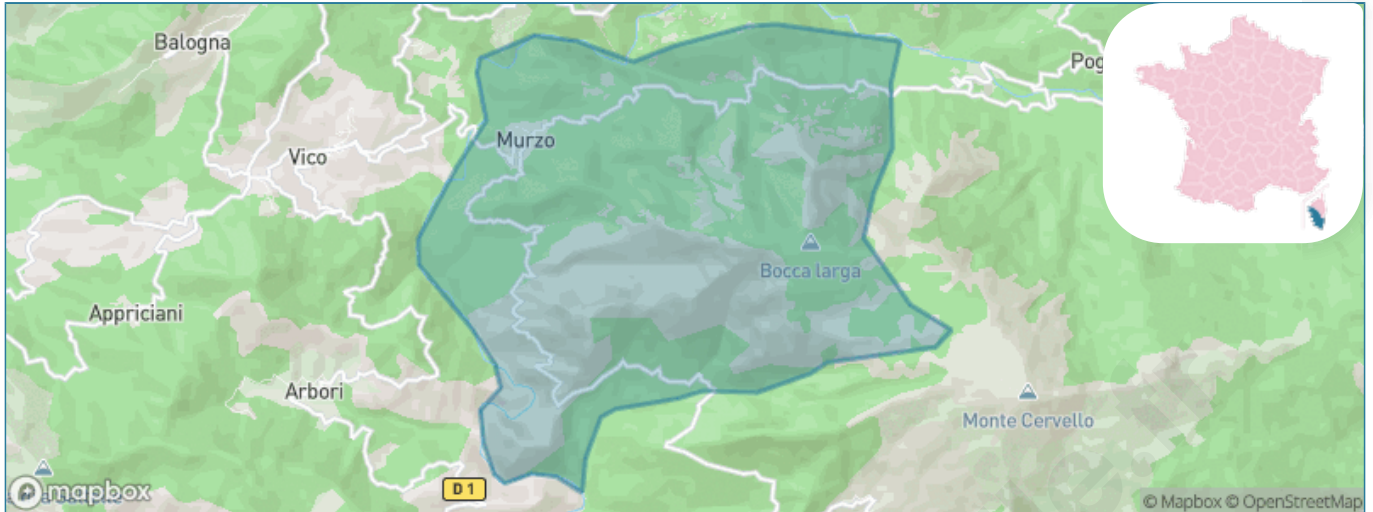 Balogna
Pog
Murzo
Vico
Bocca larga
Appriciani
Arbori
Monte Cervello
D 1
mapbox
© Mapbox © OpenStreetMap